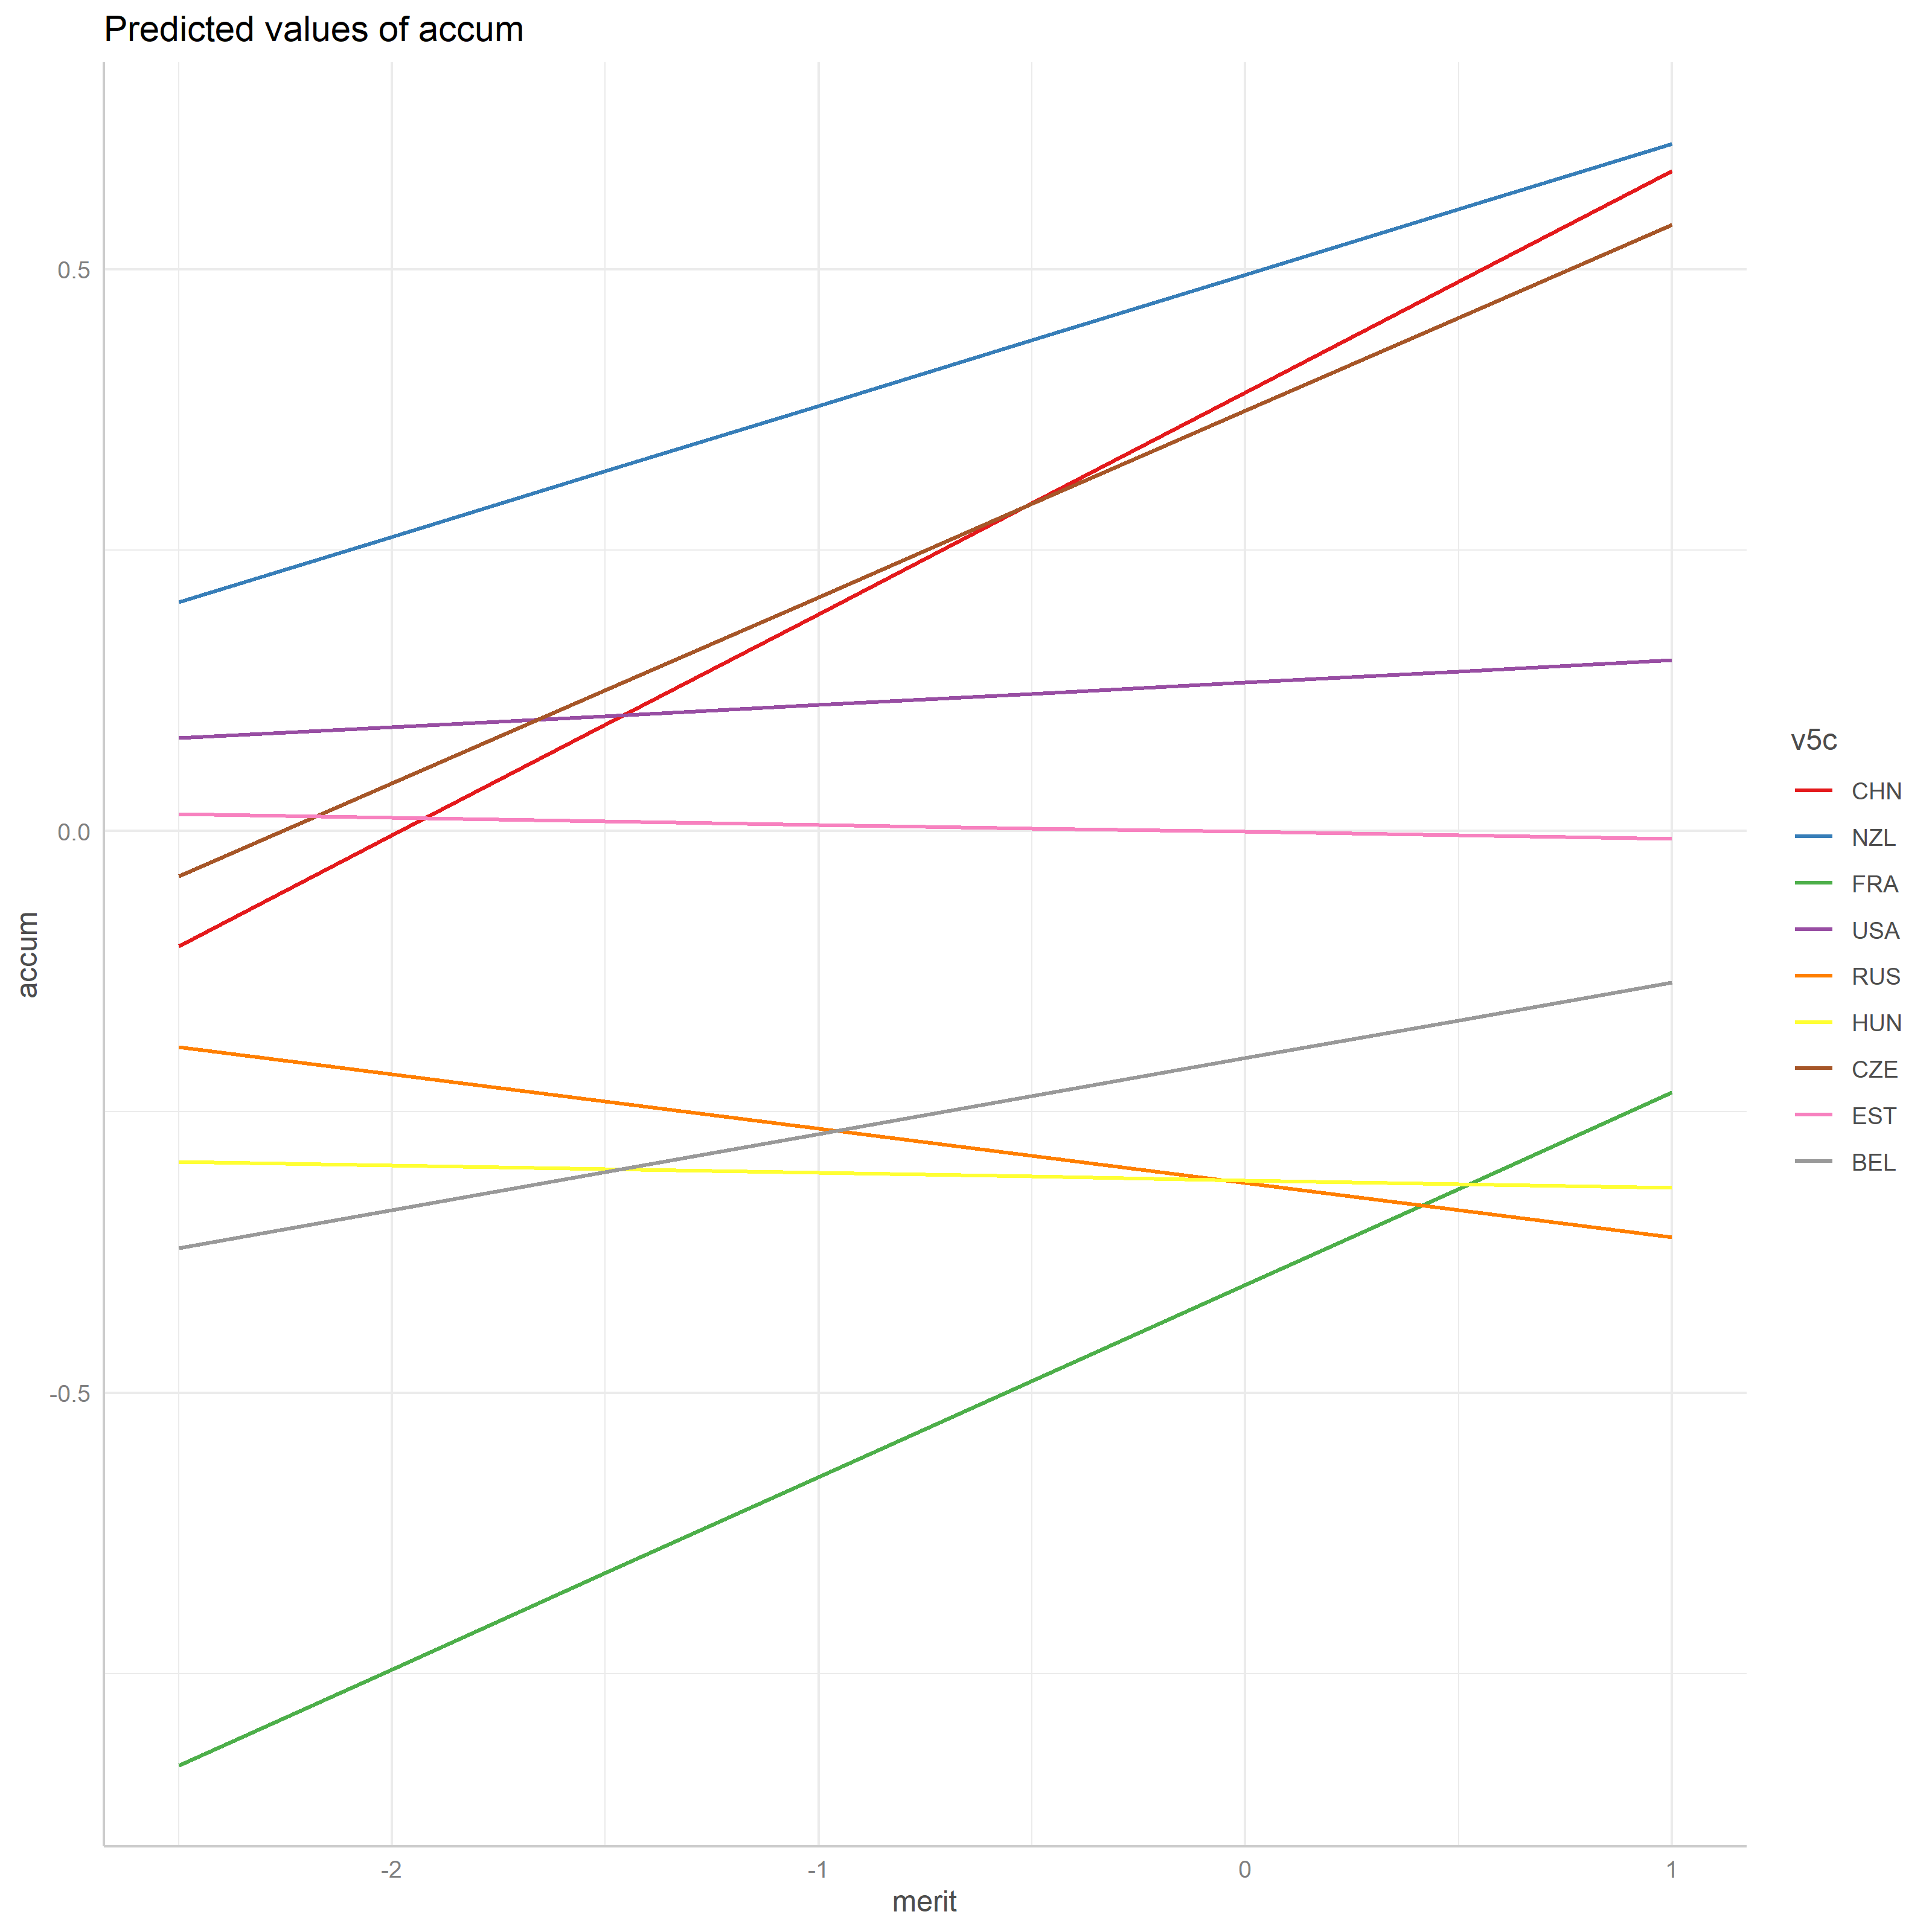 Predicted values of accum
0.5
0.0
-0.5
accum
-2
-1
0
1
merit
v5c
CHN
NZL
FRA
USA
RUS
HUN
CZE
EST
BEL